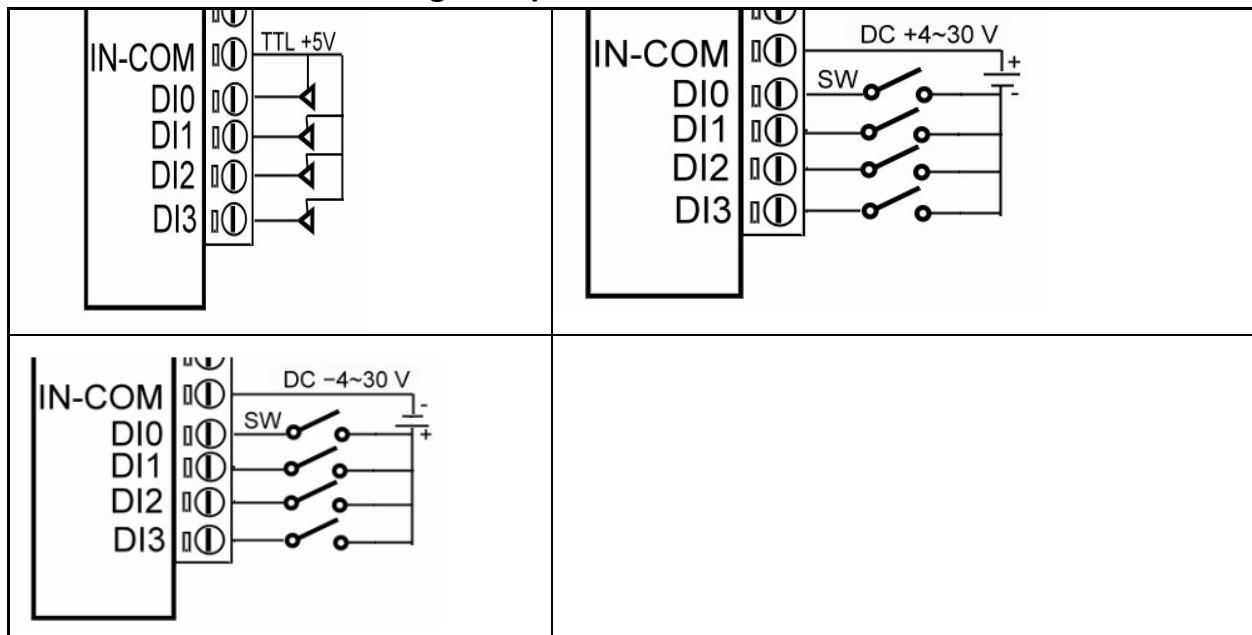 IN-COM TTL +5V
DI0
DI1
DI2
DI3
IN-COM DC +4~30 V
+
DI0 SW
-
DI1
DI2
DI3
IN-COM DC −4~30 V
-
DI0 SW
+
DI1
DI2
DI3